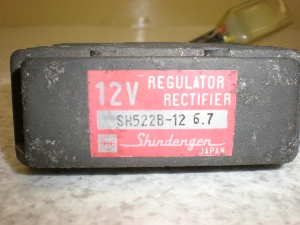 12V REGULATOR
RECTIFIER
SH522B-12 6.7
Shindengen
JAPAN